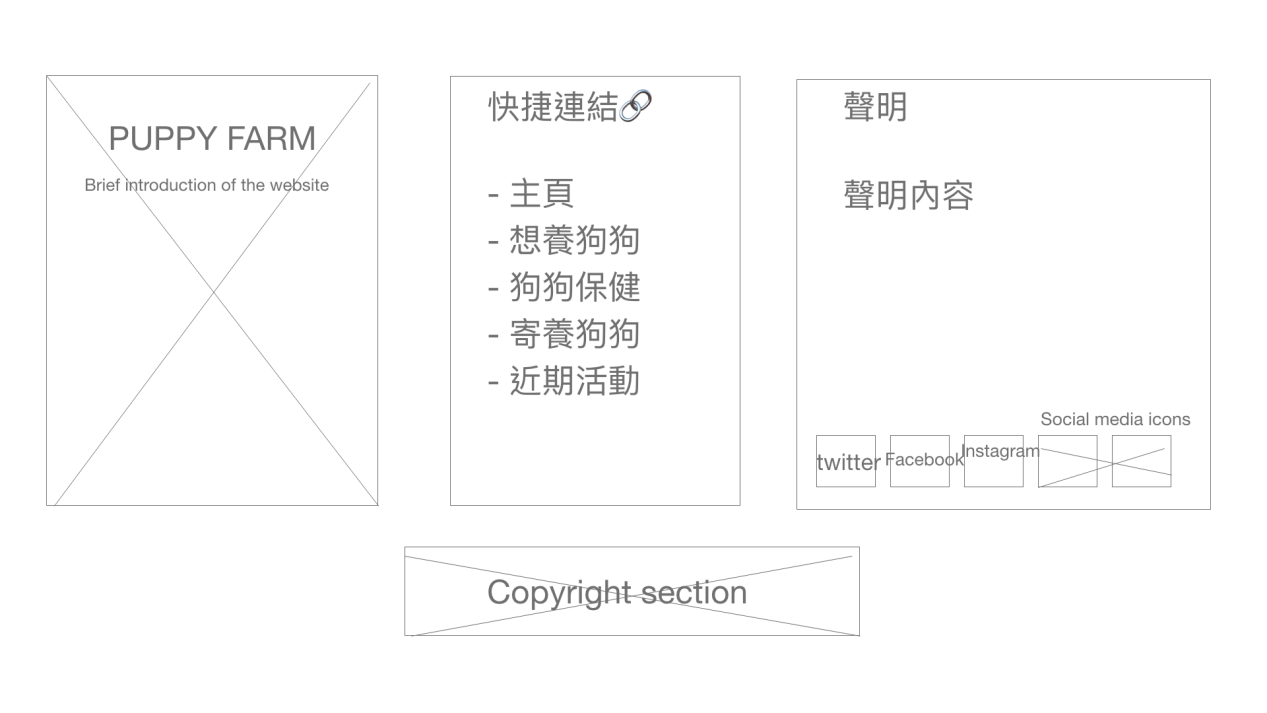 PUPPY FARM
Brief introduction of the website
快捷連結🔗
- 主頁
- 想養狗狗
- 狗狗保健
- 寄養狗狗
- 近期活動
聲明
聲明內容
Social media icons
twitter
Facebook
Instagram
Copyright section